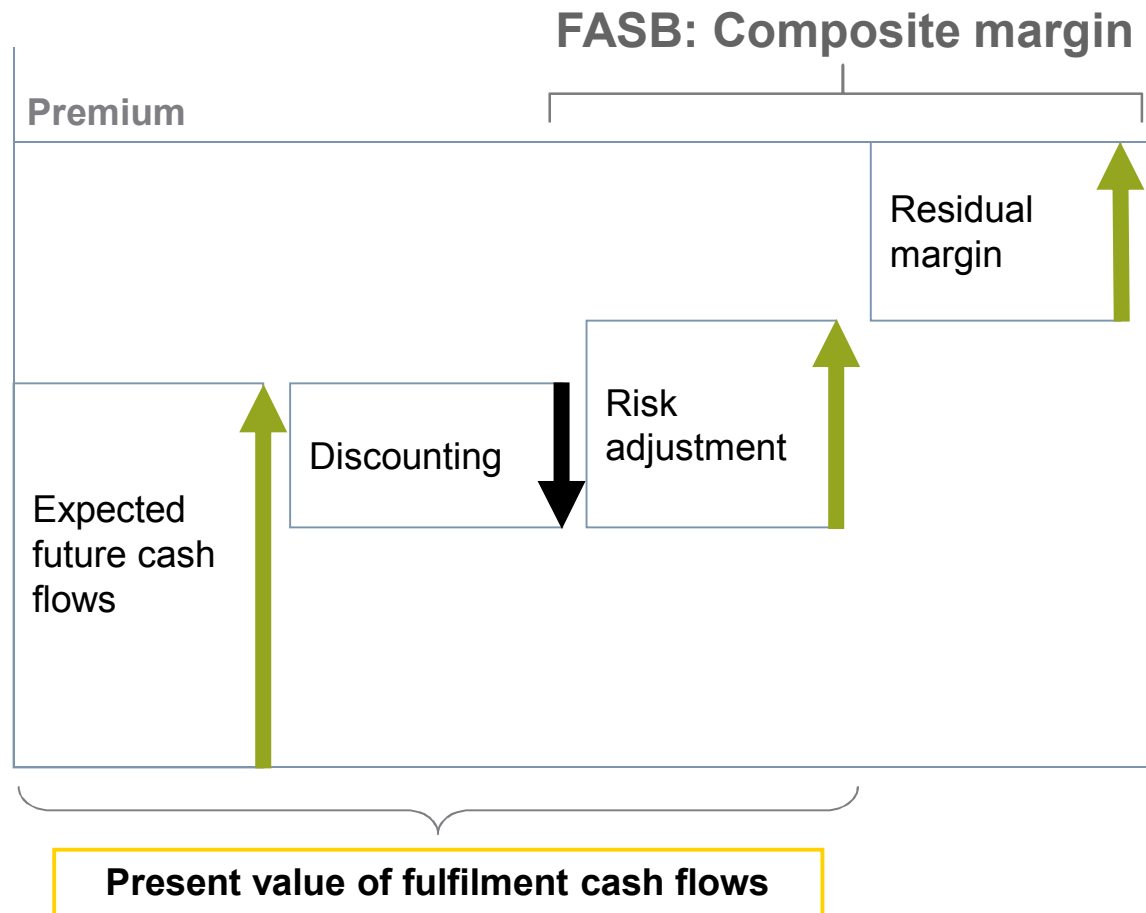 FASB: Composite margin
Premium
Residual
margin
Risk
adjustment
Discounting
Expected
future cash
flows
Present value of fulfilment cash flows